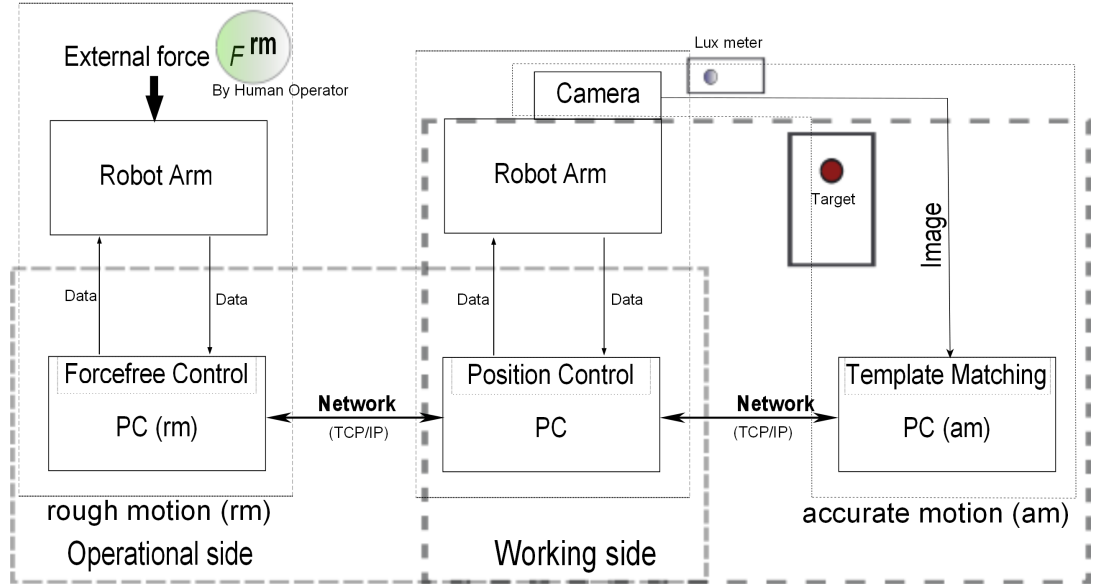 External force F rm
By Human Operator
Lux meter
Camera
Robot Arm
Robot Arm
Target
Image
Data
Data
Data
Data
Forcefree Control
PC (rm)
Network
(TCP/IP)
Position Control
PC
Network
(TCP/IP)
Template Matching
PC (am)
rough motion (rm)
accurate motion (am)
Operational side
Working side